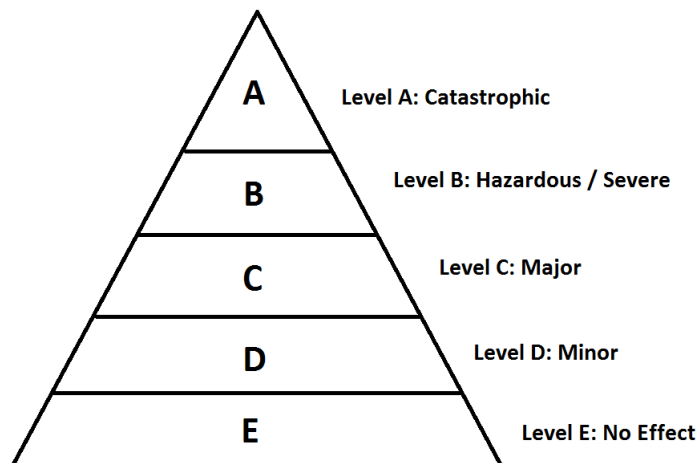 A
Level A: Catastrophic
B
Level B: Hazardous / Severe
C
Level C: Major
D
Level D: Minor
E
Level E: No Effect